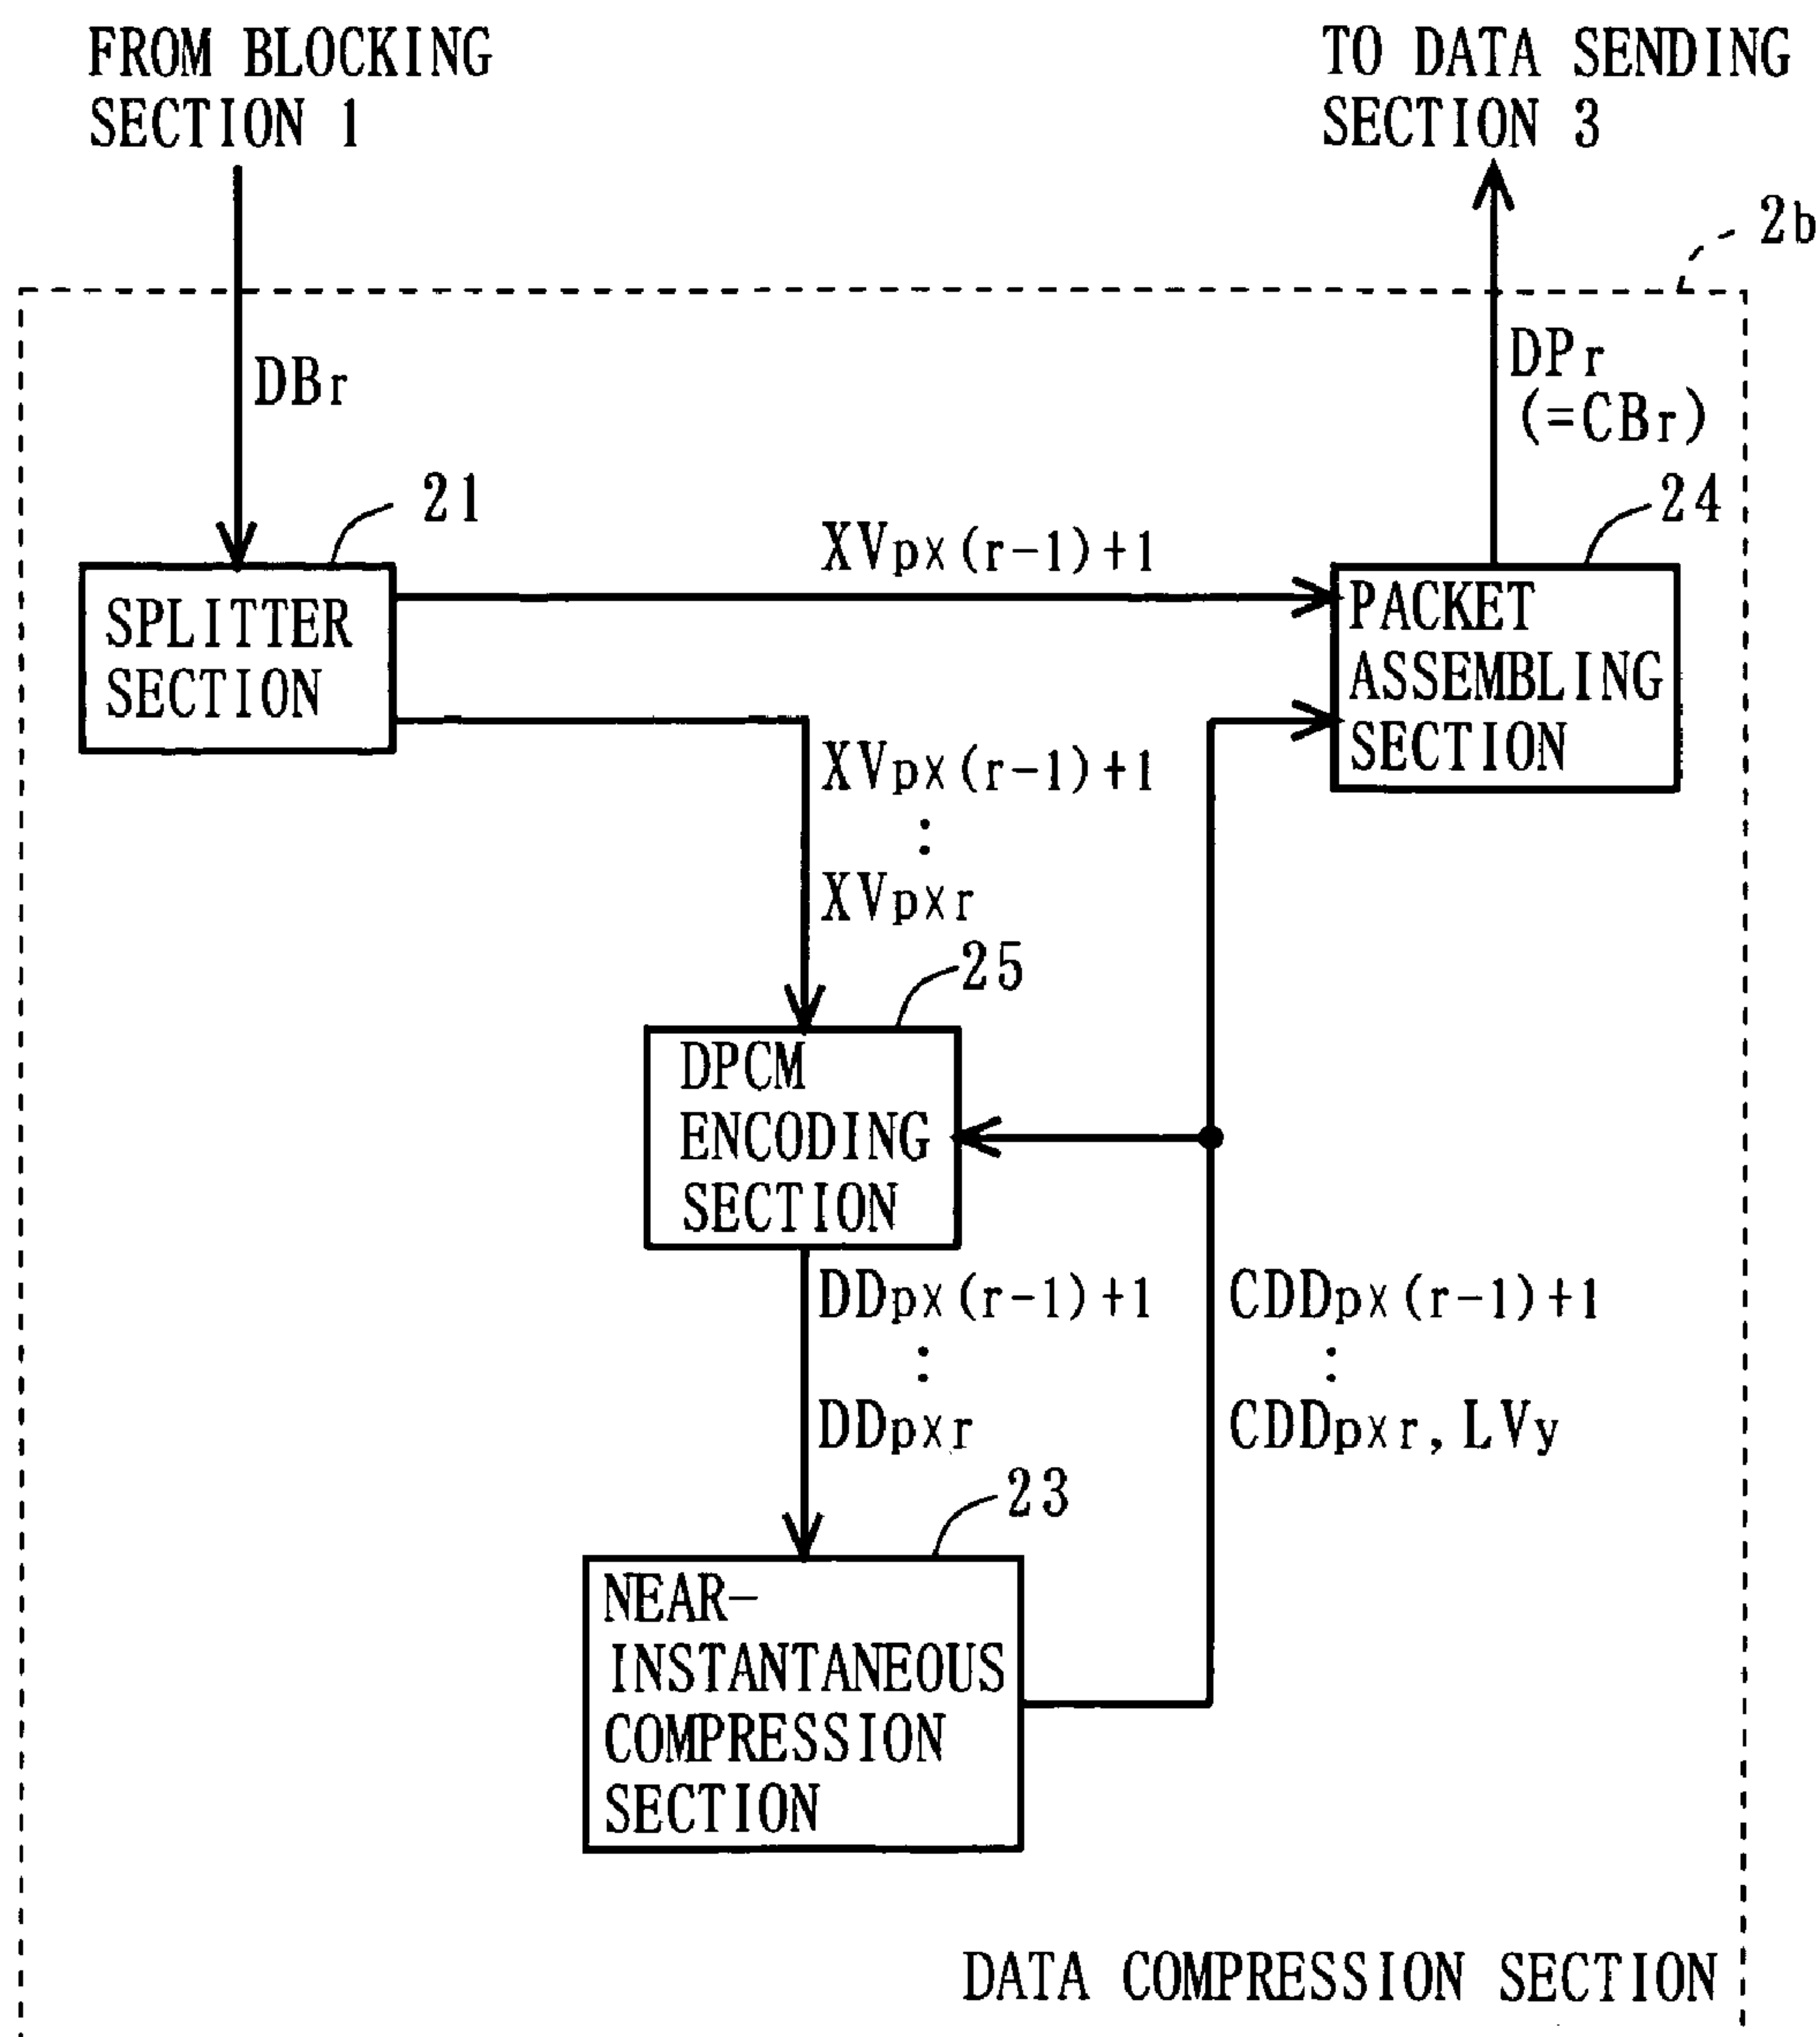 FROM BLOCKING
SECTION 1
TO DATA SENDING
SECTION 3
2b
DBr
DPr
(=CBr)
21
24
XVp×(r-1)+1
SPLITTER
SECTION
PACKET
ASSEMBLING
SECTION
XVp×(r-1)+1
:
XVp×r
25
DPCM
ENCODING
SECTION
DDp×(r-1)+1
:
DDp×r
CDDp×(r-1)+1
:
CDDp×r, LVy
23
NEAR-
INSTANTANEOUS
COMPRESSION
SECTION
DATA COMPRESSION SECTION